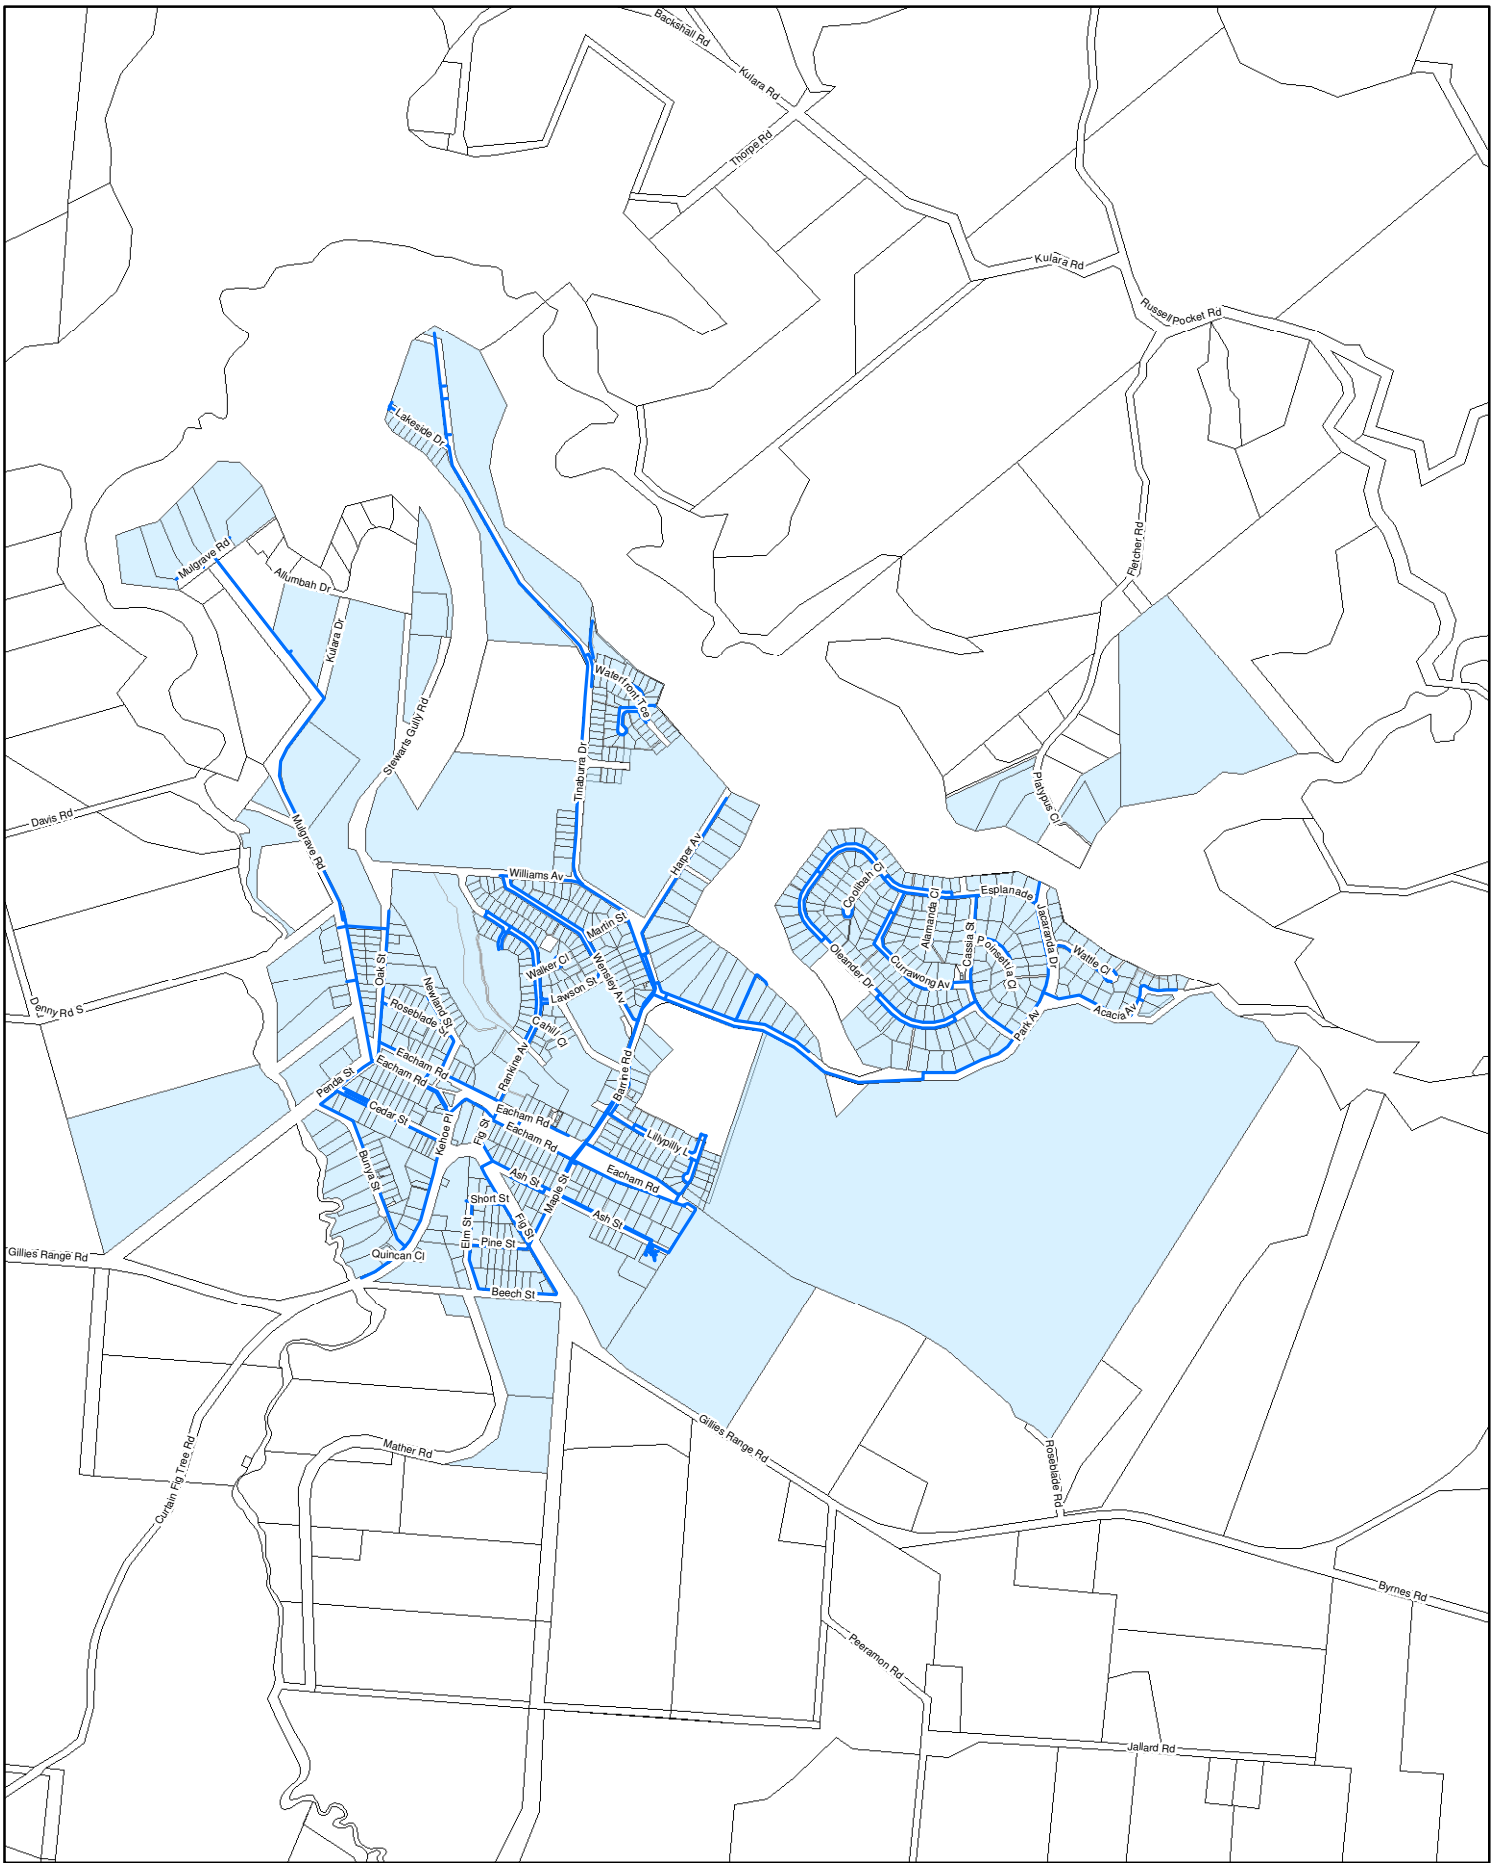 Backshall Rd
Kulara Rd
Thorpe Rd
Kulara Rd
Russell Pocket Rd
Lakeside Dr
Mulgrave Rd
Allumbah Dr
Fletcher Rd
Kulara Dr
Waterfront Tce
Stewarts Gully Rd
Tinaburra Dr
Platypus Cl
Davis Rd
Mulgrave Rd
Harper Av
Williams Av
Coolibah Cl
Esplanade
Alamanda Cl
Jacaranda Dr
Martin St
Cassia St
Poinsettia Cl
Oak St
Walker Cl
Wensley Av
Oleander Dr
Currawong Av
Wattle Cl
Denny Rd S
Newland St
Roseblade St
Lawson St
Cahill Cl
Acacia Av
Park Av
Eacham Rd
Eacham Rd
Rankine Av
Barrine Rd
Penda St
Cedar St
Kehoe Pl
Fig St
Eacham Rd
Eacham Rd
Lillypilly L
Bunya St
Ash St
Eacham Rd
Maple St
Short St
Elm St
Fig St
Ash St
Pine St
Gillies Range Rd
Quincan Cl
Beech St
Gillies Range Rd
Mather Rd
Curtain Fig Tree Rd
Roseblade Rd
Byrnes Rd
Peeramon Rd
Jallard Rd